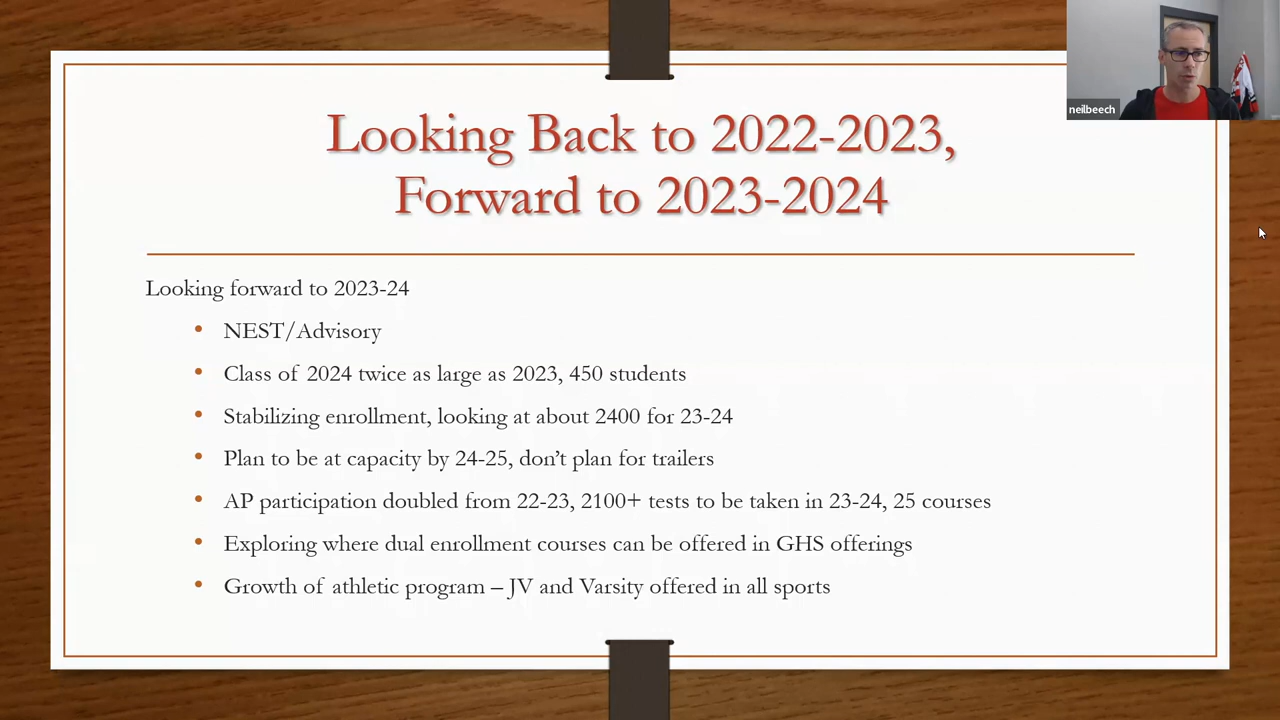 Looking Back to 2022-2023,
Forward to 2023-2024
neilbeech
Looking forward to 2023-24
• NEST/Advisory
• Class of 2024 twice as large as 2023, 450 students
• Stabilizing enrollment, looking at about 2400 for 23-24
• Plan to be at capacity by 24-25, don’t plan for trailers
• AP participation doubled from 22-23, 2100+ tests to be taken in 23-24, 25 courses
• Exploring where dual enrollment courses can be offered in GHS offerings
• Growth of athletic program – JV and Varsity offered in all sports